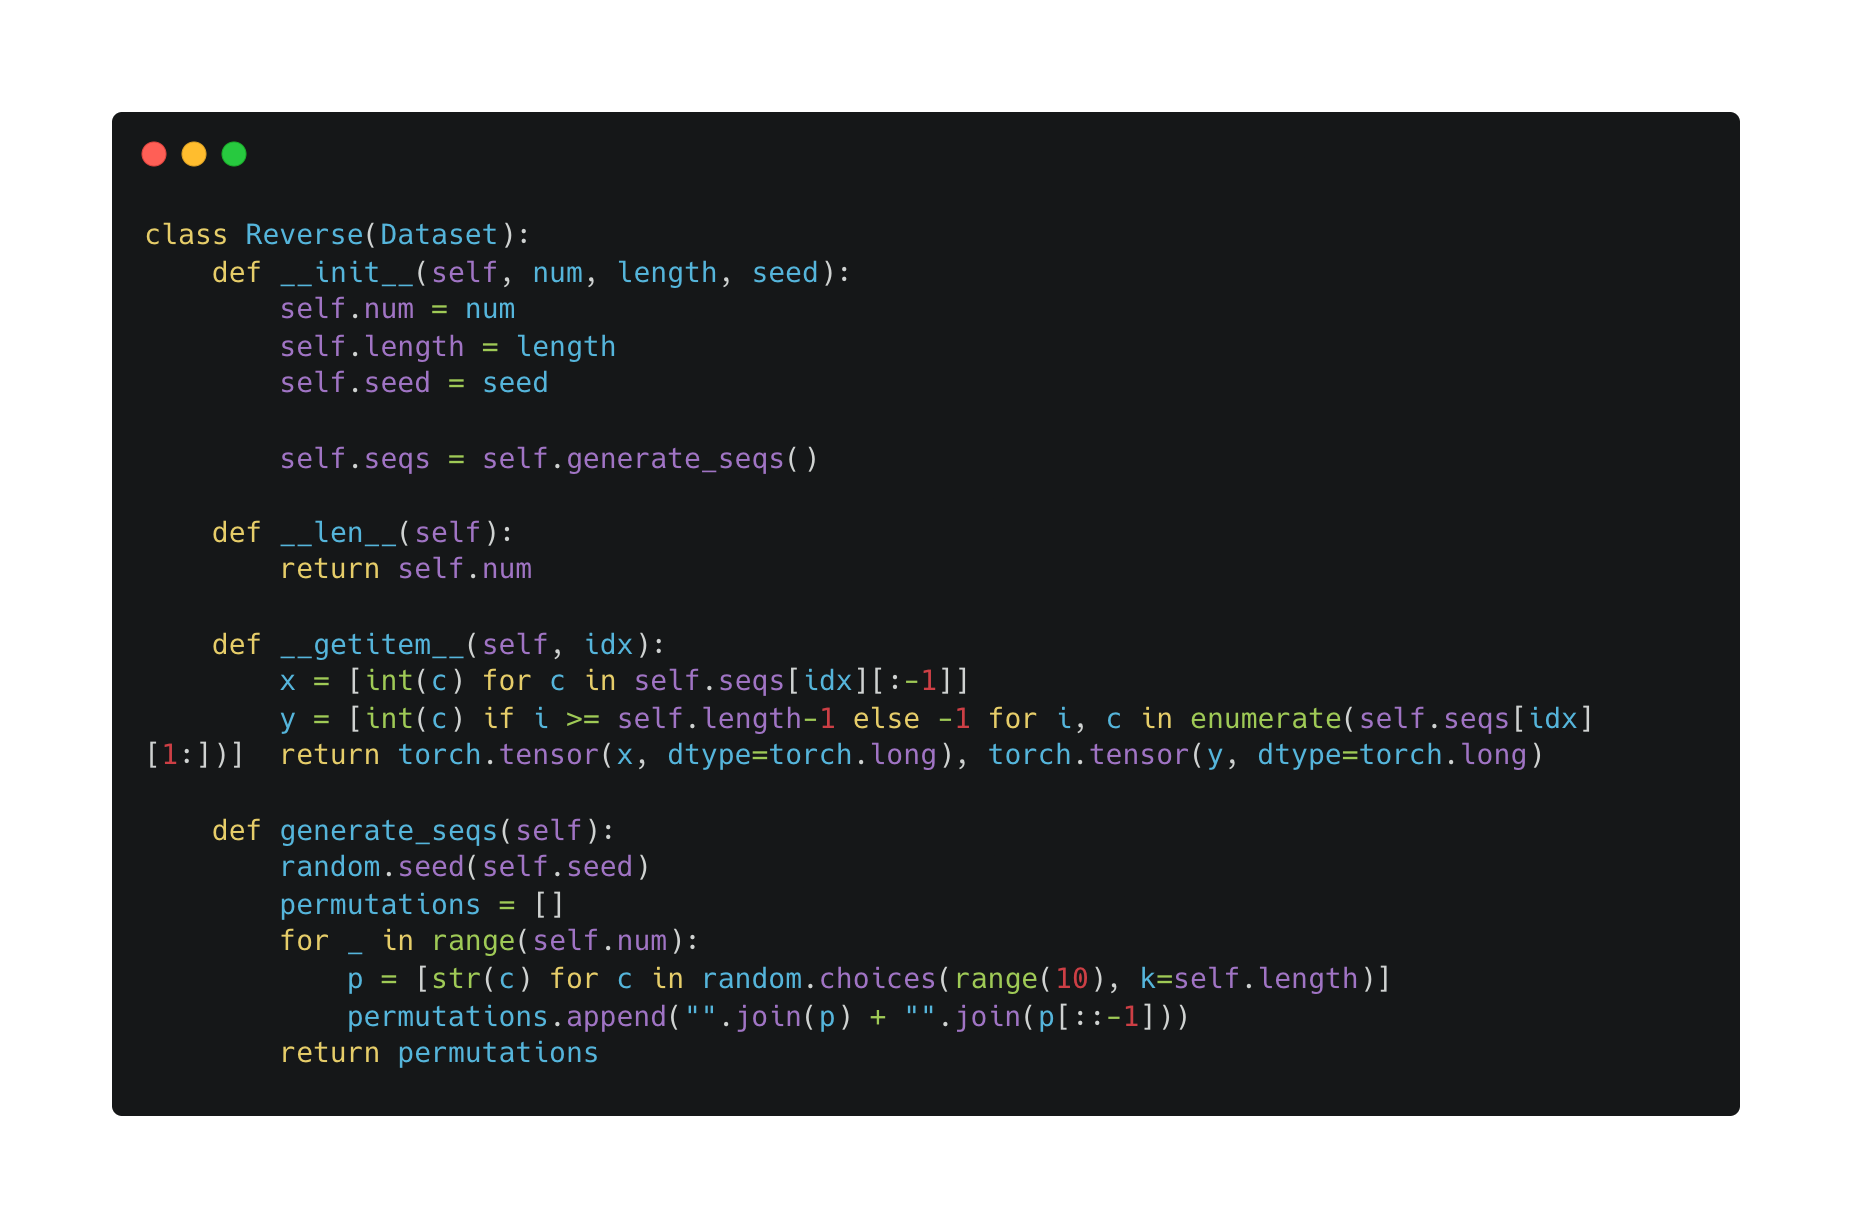 class Reverse(Dataset):
    def __init__(self, num, length, seed):
        self.num = num
        self.length = length
        self.seed = seed

        self.seqs = self.generate_seqs()

    def __len__(self):
        return self.num

    def __getitem__(self, idx):
        x = [int(c) for c in self.seqs[idx][:-1]]
        y = [int(c) if i >= self.length-1 else -1 for i, c in enumerate(self.seqs[idx]
[1:])]  return torch.tensor(x, dtype=torch.long), torch.tensor(y, dtype=torch.long)

    def generate_seqs(self):
        random.seed(self.seed)
        permutations = []
        for _ in range(self.num):
            p = [str(c) for c in random.choices(range(10), k=self.length)]
            permutations.append("".join(p) + "".join(p[::-1]))
        return permutations